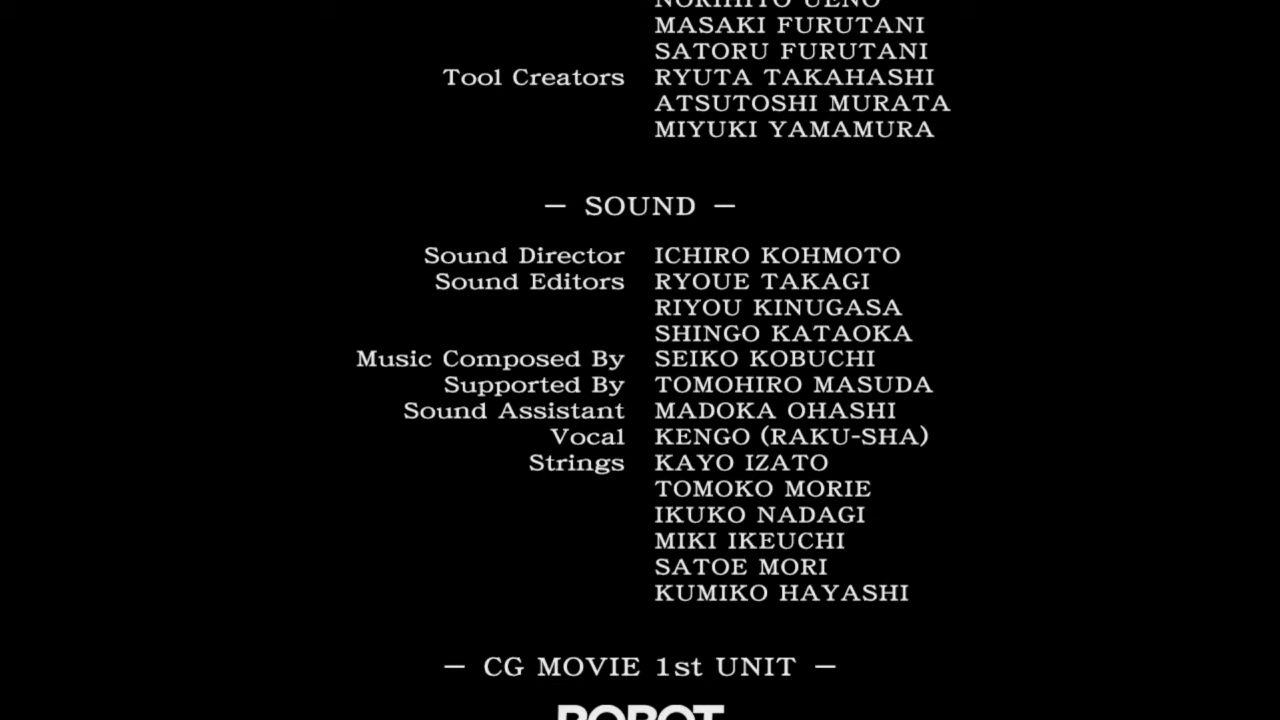 NORIHITO UENO
MASAKI FURUTANI
SATORU FURUTANI
Tool Creators RYUTA TAKAHASHI
ATSUTOSHI MURATA
MIYUKI YAMAMURA
— SOUND —
Sound Director ICHIRO KOHMOTO
Sound Editors RYOUE TAKAGI
RIYOU KINUGASA
SHINGO KATAOKA
Music Composed By SEIKO KOBUCHI
Supported By TOMOHIRO MASUDA
Sound Assistant MADOKA OHASHI
Vocal KENGO (RAKU-SHA)
Strings KAYO IZATO
TOMOKO MORIE
IKUKO NADAGI
MIKI IKEUCHI
SATOE MORI
KUMIKO HAYASHI
— CG MOVIE 1st UNIT —
ROBOT